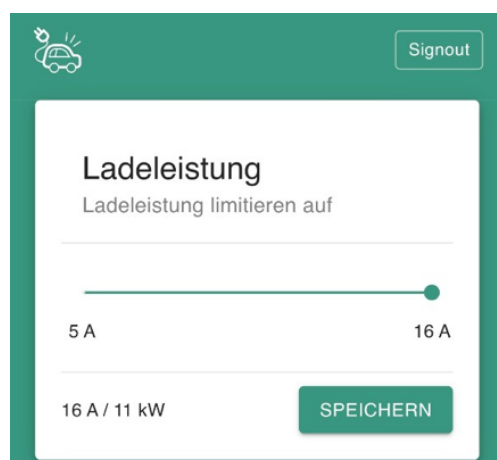 Signout
Ladeleistung
Ladeleistung limitieren auf
5 A 16 A
16 A / 11 kW SPEICHERN